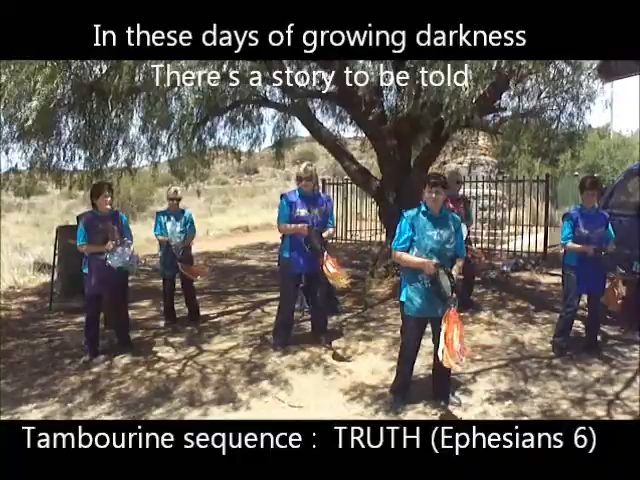 In these days of growing darkness
There's a story to be told
Tambourine sequence :  TRUTH (Ephesians 6)